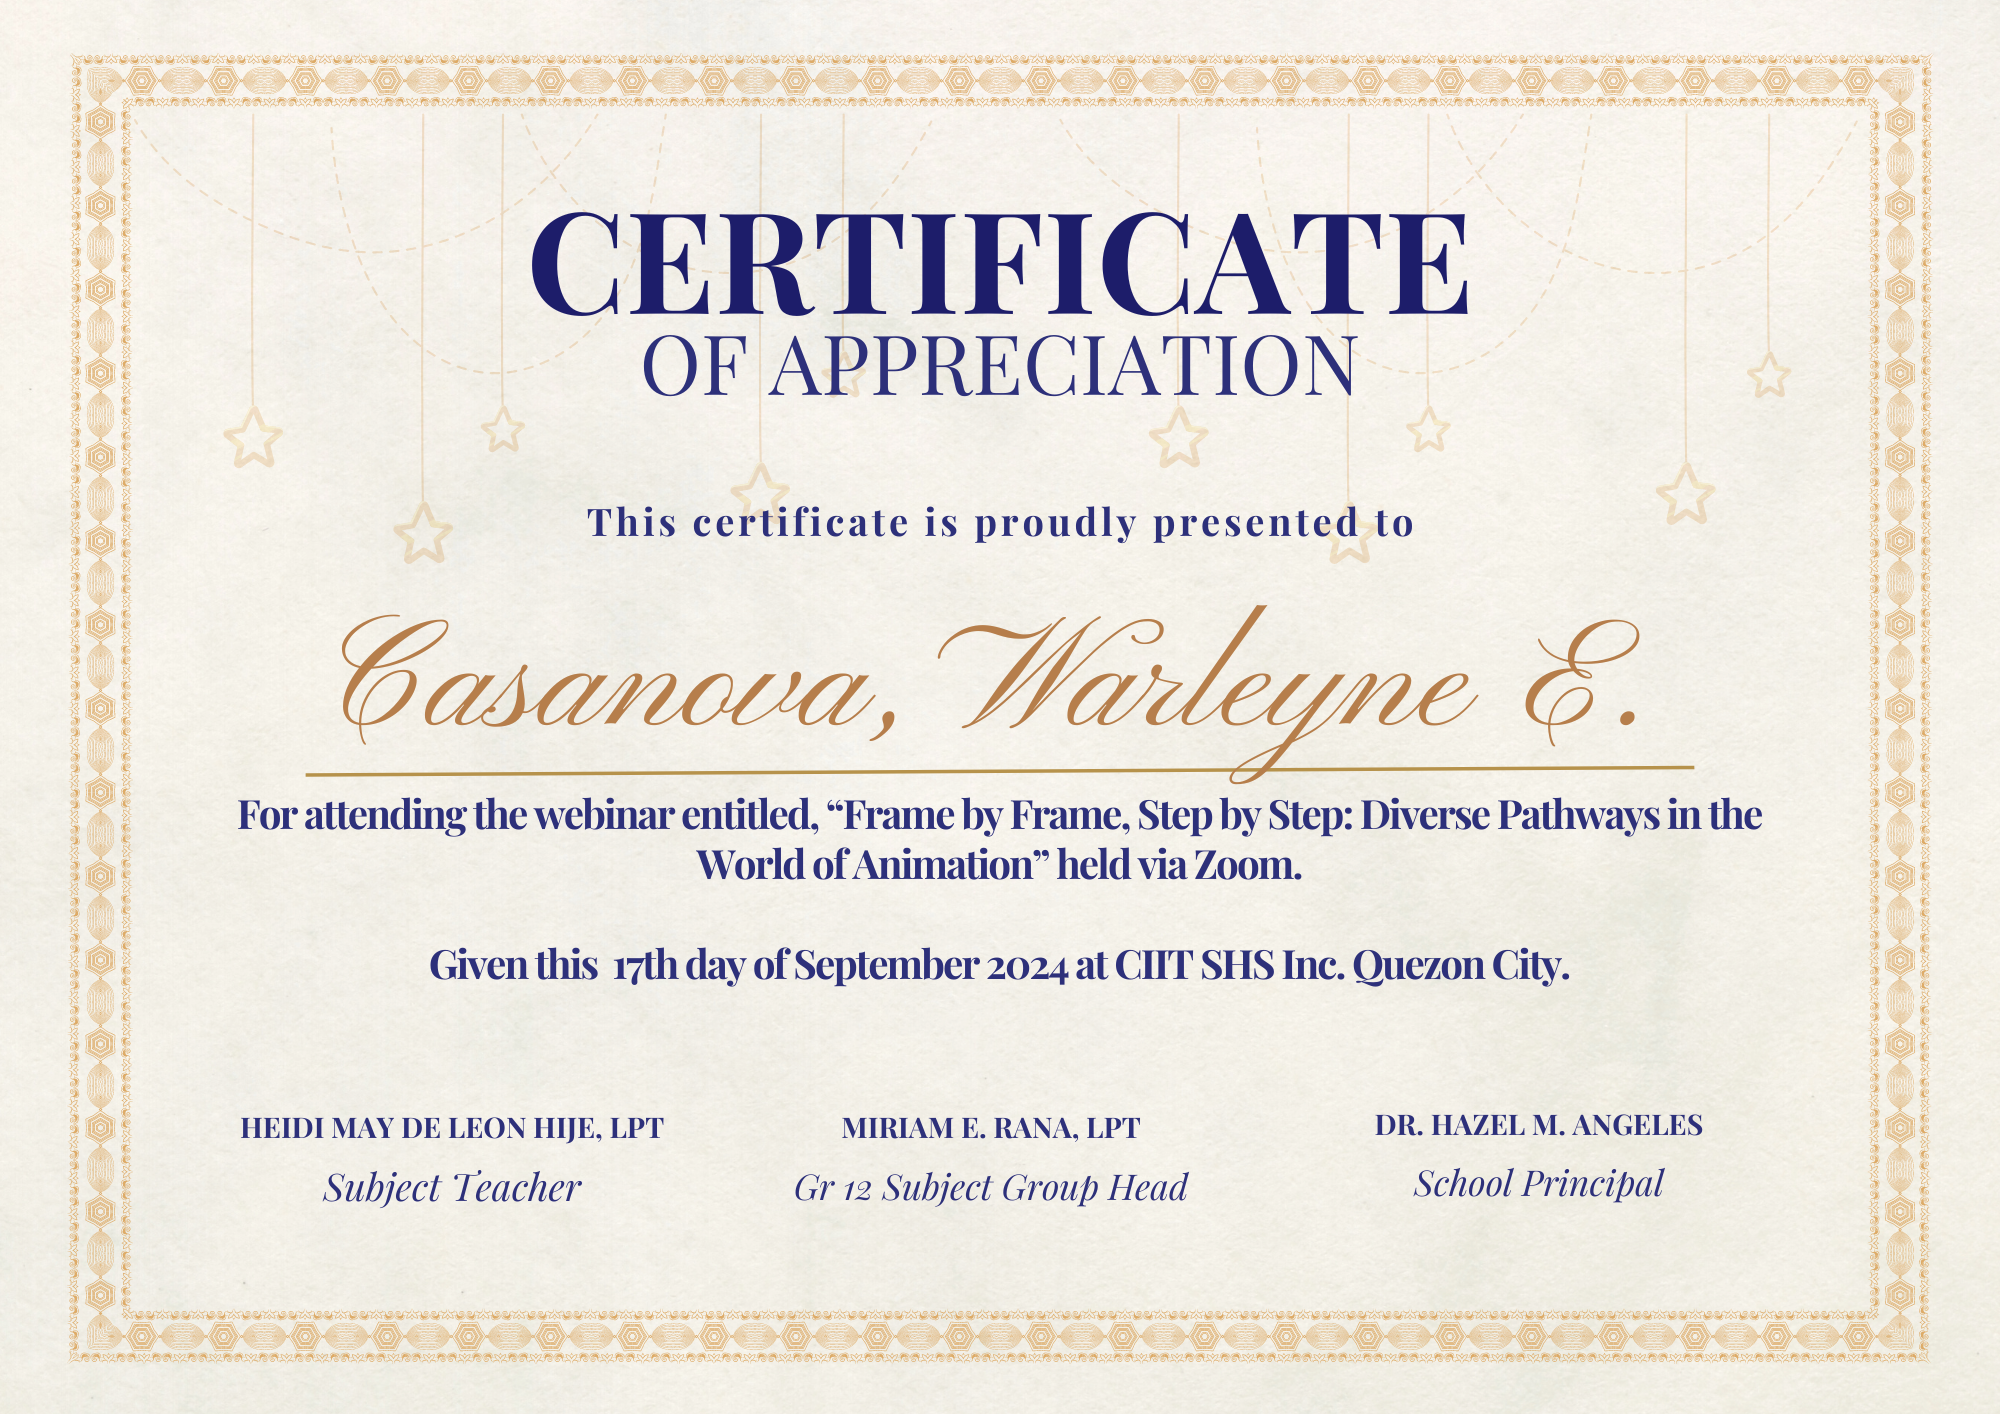 CERTIFICATE
OF APPRECIATION
This certificate is proudly presented to
Casanova, Warleyne E.
For attending the webinar entitled, “Frame by Frame, Step by Step: Diverse Pathways in the
World of Animation” held via Zoom.
Given this 17th day of September 2024 at CIIT SHS Inc. Quezon City.
HEIDI MAY DE LEON HIJE, LPT
Subject Teacher
MIRIAM E. RANA, LPT
Gr 12 Subject Group Head
DR. HAZEL M. ANGELES
School Principal